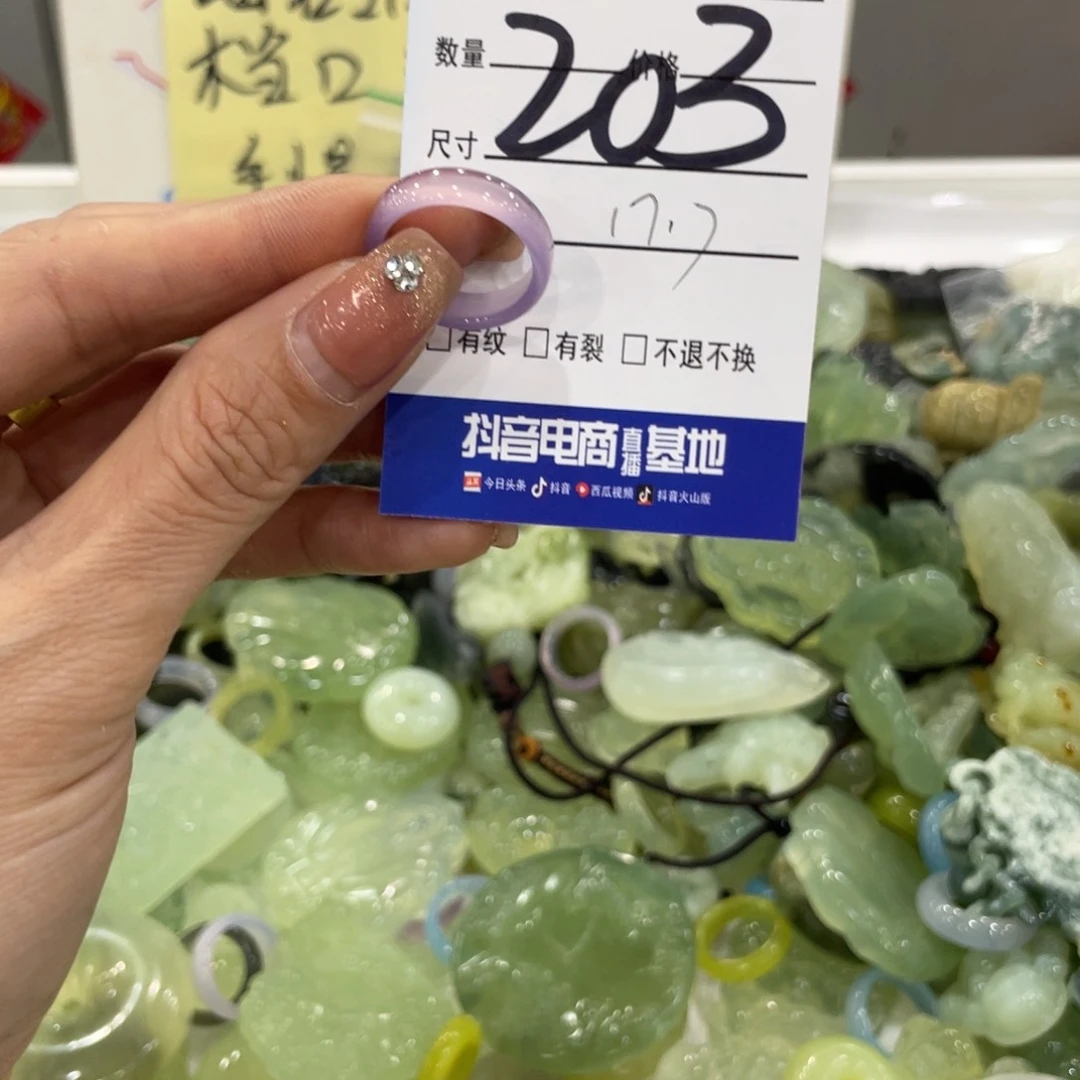 档口
数量 价格
203
尺寸
17.7
□有纹 □有裂 □不退不换
抖音电商直播基地
今日头条 抖音 西瓜视频 抖音火山版